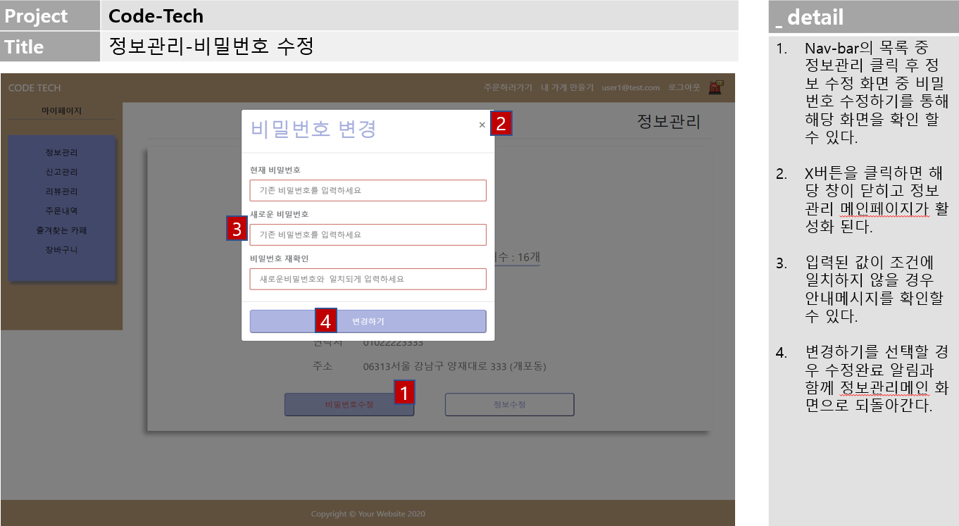 Project
Code-Tech
Title
정보관리-비밀번호 수정
CODE TECH
주문하러가기 내 가게 만들기 user1@test.com 로그아웃
마이페이지
정보관리
신고관리
리뷰관리
주문내역
즐겨찾는 카페
장바구니
정보관리
비밀번호 변경
×
2
현재 비밀번호
기존 비밀번호를 입력하세요
새로운 비밀번호
3
기존 비밀번호를 입력하세요
비밀번호 재확인
새로운비밀번호와 일치되게 입력하세요
수 : 16개
4
변경하기
연락처 01022223333
주소 06313서울 강남구 양재대로 333 (개포동)
1
비밀번호수정
정보수정
Copyright © Your Website 2020
_ detail
1. Nav-bar의 목록 중
정보관리 클릭 후 정
보 수정 화면 중 비밀
번호 수정하기를 통해
해당 화면을 확인 할
수 있다.
2. X버튼을 클릭하면 해
당 창이 닫히고 정보
관리 메인페이지가 활
성화 된다.
3. 입력된 값이 조건에
일치하지 않을 경우
안내메시지를 확인할
수 있다.
4. 변경하기를 선택할 경
우 수정완료 알림과
함께 정보관리메인 화
면으로 되돌아간다.